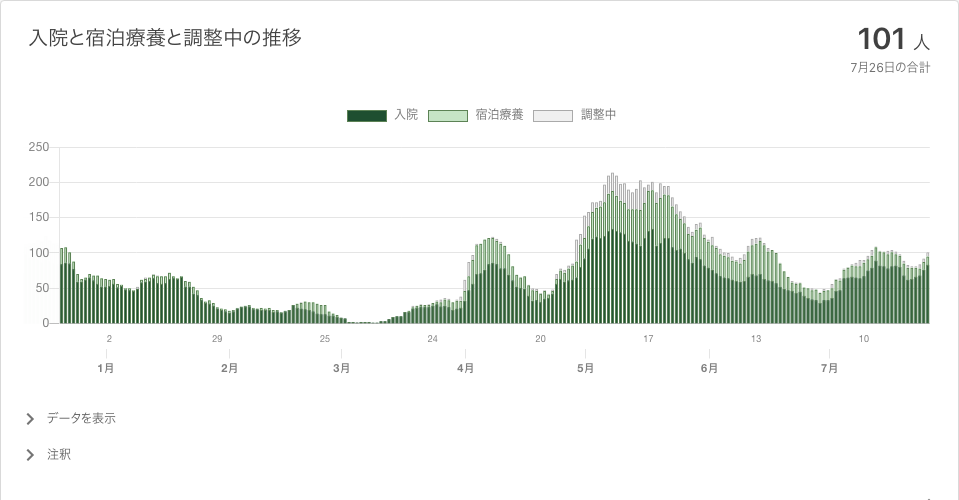 入院と宿泊療養と調整中の推移
101 人
7月26日の合計
入院 宿泊療養 調整中
250
200
150
100
50
0
2 29 25 24 20 17 13 10
1月 2月 3月 4月 5月 6月 7月
データを表示
注釈